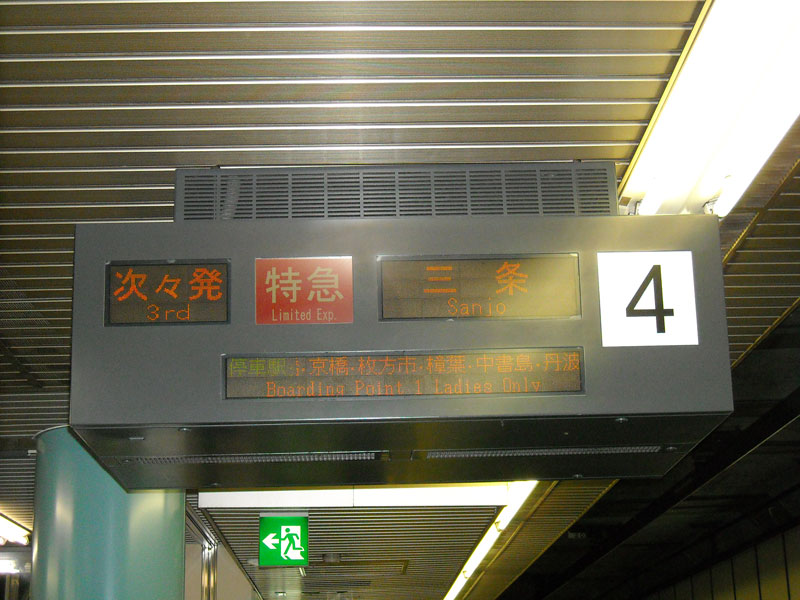 次々発
3rd
特急
Limited Exp.
三条
Sanjo
4
停車駅:京橋.枚方市.樟葉.中書島.丹波
Boarding Point 1 Ladies Only